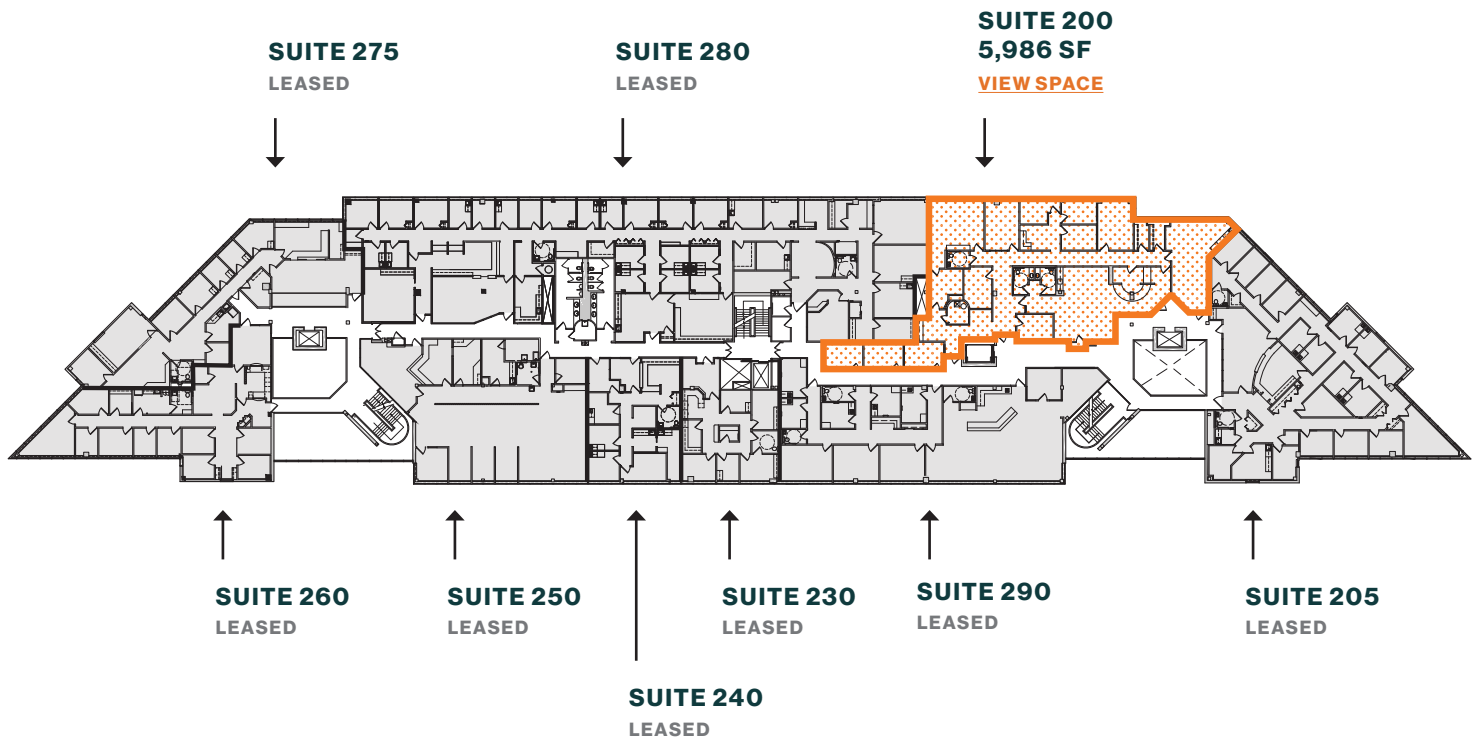 SUITE 275
LEASED
SUITE 280
LEASED
SUITE 200
5,986 SF
VIEW SPACE
SUITE 260
LEASED
SUITE 250
LEASED
SUITE 240
LEASED
SUITE 230
LEASED
SUITE 290
LEASED
SUITE 205
LEASED